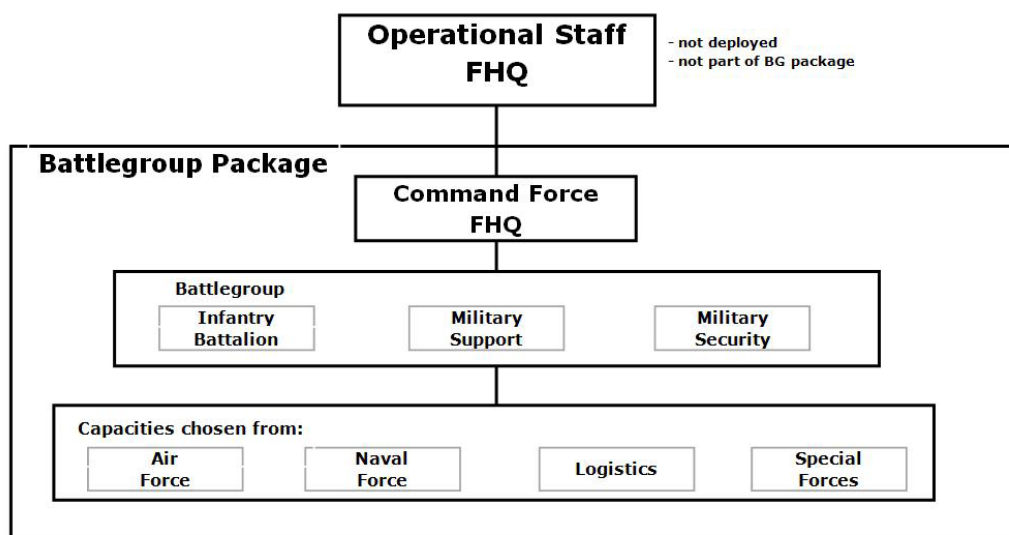 Operational Staff
FHQ
- not deployed
- not part of BG package
Battlegroup Package
Command Force
FHQ
Battlegroup
Infantry
Battalion
Military
Support
Military
Security
Capacities chosen from:
Air
Force
Naval
Force
Logistics
Special
Forces